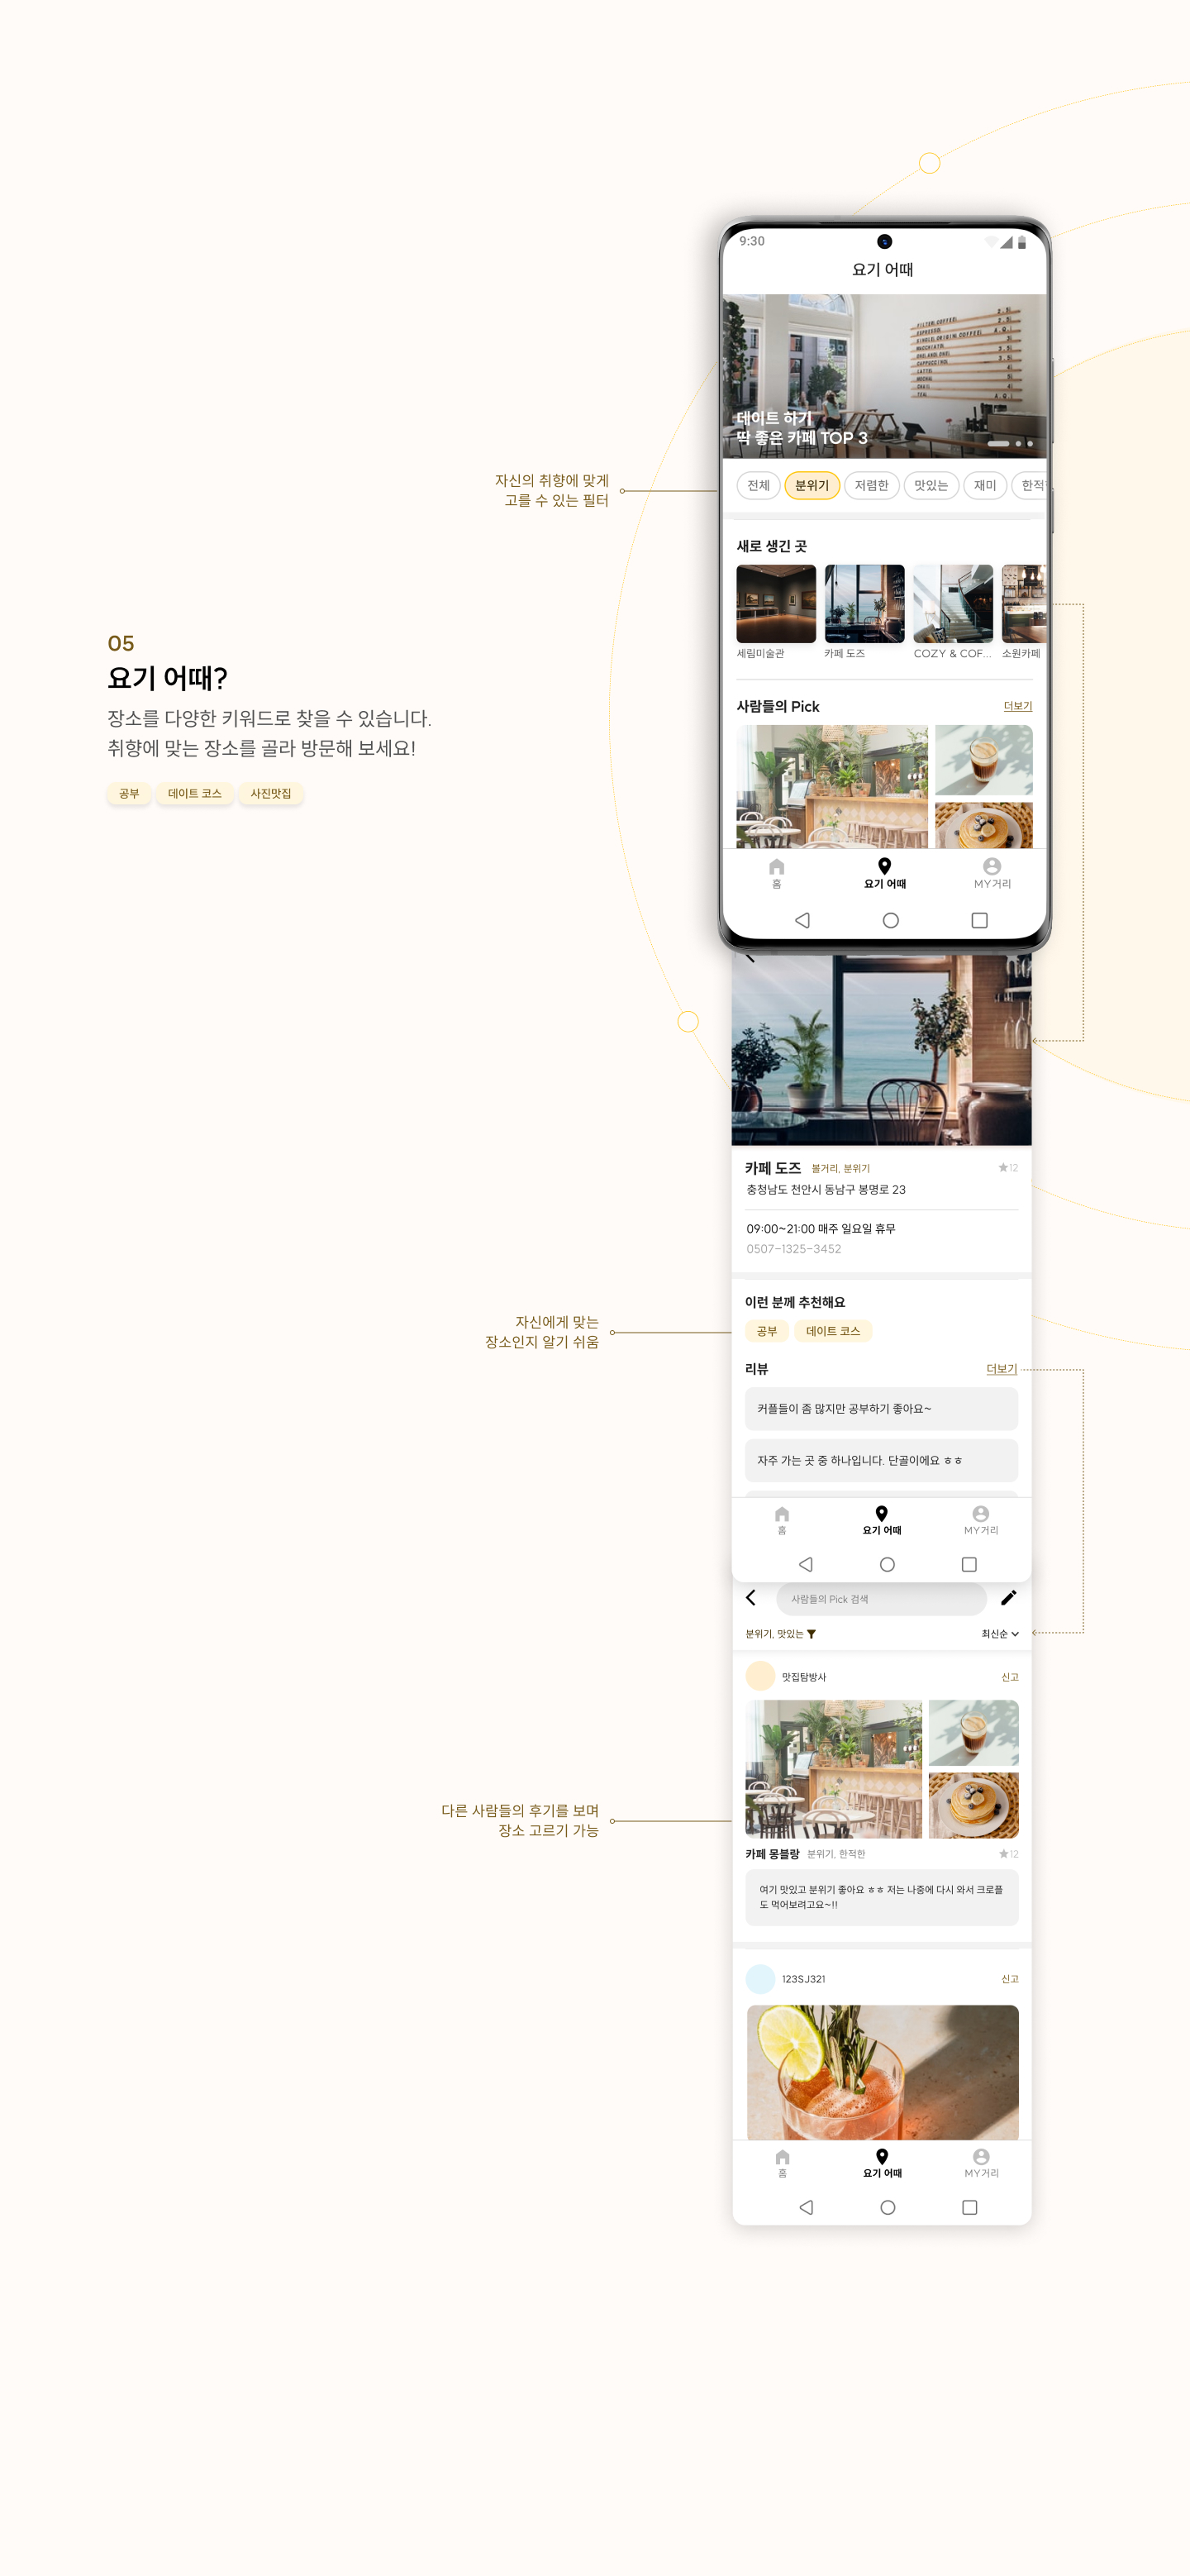 05
요기 어때?
장소를 다양한 키워드로 찾을 수 있습니다.
취향에 맞는 장소를 골라 방문해 보세요!
공부 데이트 코스 사진맛집
자신의 취향에 맞게
고를 수 있는 필터
9:30
요기 어때
FILTER COFFEE
ESPRESSO
SINGLE ORIGIN COFFEE
MACCHIATO
CAPPUCCINO
LATTE
MOCHA
CHAI
TEA
데이트 하기
딱 좋은 카페 TOP 3
전체 분위기 저렴한 맛있는 재미 한적
새로 생긴 곳
세림미술관 카페 도즈 COZY & COF... 소원카페
사람들의 Pick 더보기
홈 요기 어때 MY거리
카페 도즈 볼거리, 분위기 ★12
충청남도 천안시 동남구 봉명로 23
09:00~21:00 매주 일요일 휴무
0507-1325-3452
자신에게 맞는
장소인지 알기 쉬움
이런 분께 추천해요
공부 데이트 코스
리뷰 더보기
커플들이 좀 많지만 공부하기 좋아요~
자주 가는 곳 중 하나입니다. 단골이에요 ㅎㅎ
홈 요기 어때 MY거리
사람들의 Pick 검색
분위기, 맛있는 최신순
맛집탐방사 신고
다른 사람들의 후기를 보며
장소 고르기 가능
카페 몽블랑 분위기, 한적한 ★12
여기 맛있고 분위기 좋아요 ㅎㅎ 저는 나중에 다시 와서 크로플
도 먹어보려고요~!!
123SJ321 신고
홈 요기 어때 MY거리